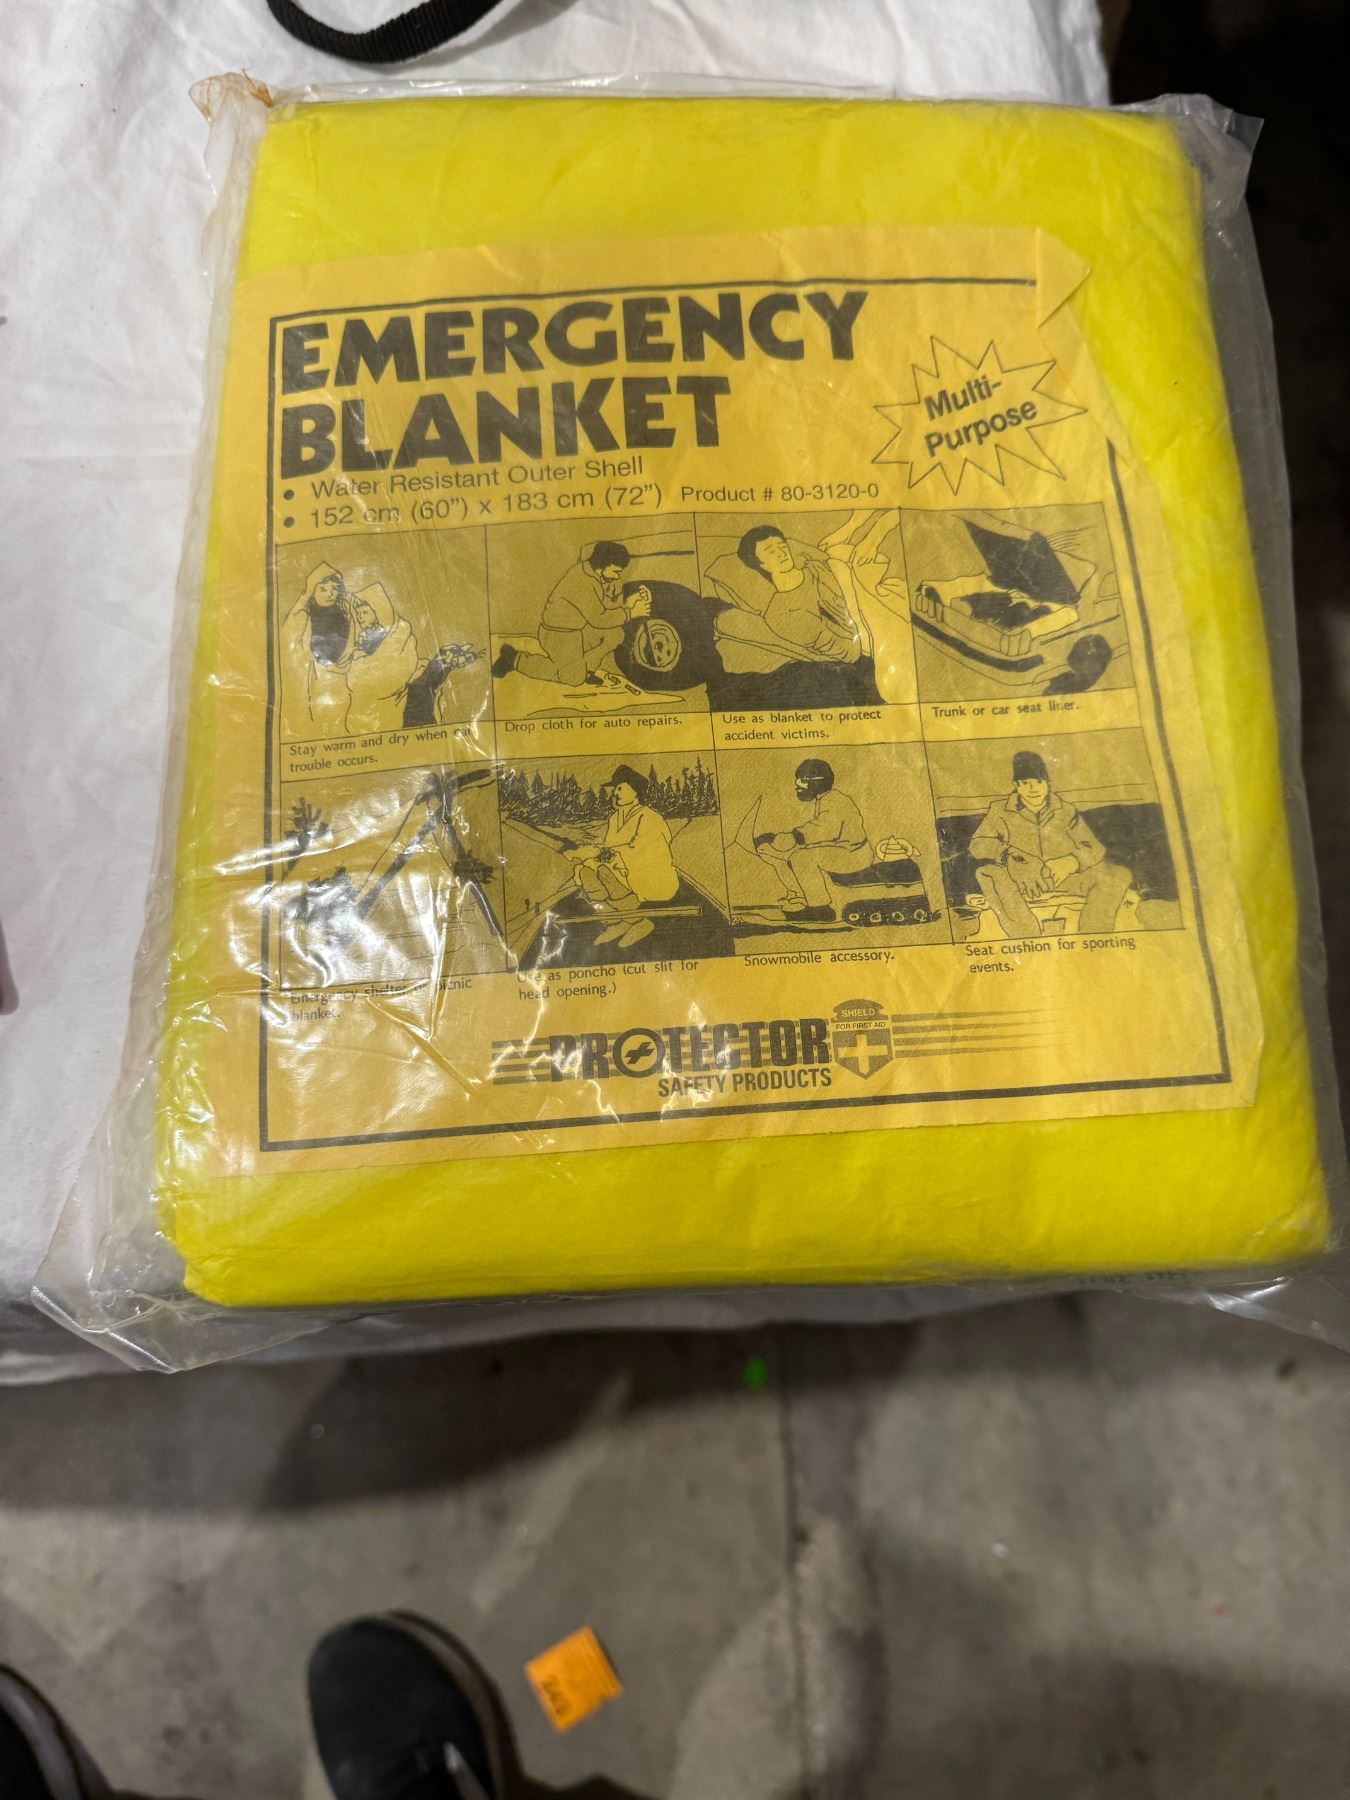 EMERGENCY
BLANKET
Multi-
Purpose
• Water Resistant Outer Shell
• 152 cm (60”) x 183 cm (72”) Product # 80-3120-0
Stay warm and dry when car
trouble occurs.
Drop cloth for auto repairs.
Use as blanket to protect
accident victims.
Trunk or car seat liner.
Emergency shelter or picnic
blanket.
Use as poncho (cut slit for
head opening.)
Snowmobile accessory.
Seat cushion for sporting
events.
PROTECTOR
SAFETY PRODUCTS
SHIELD
FOR FIRST AID